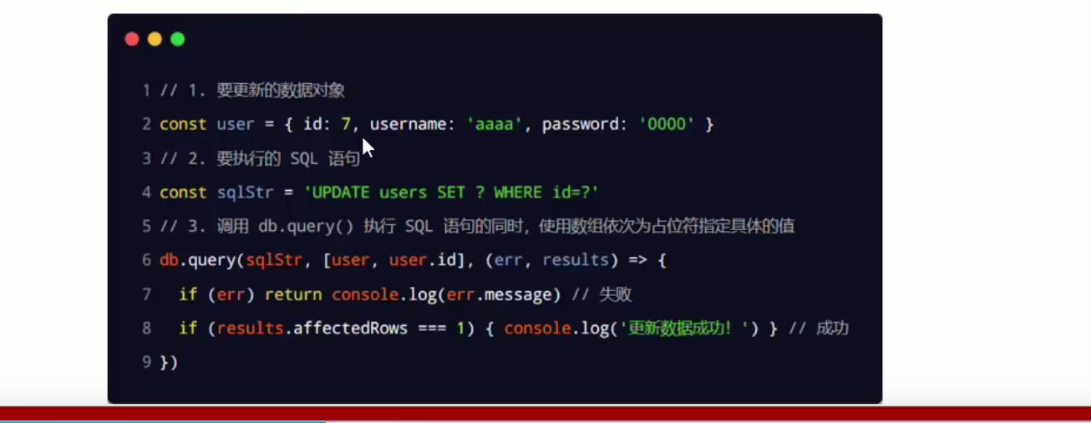 1 // 1. 要更新的数据对象
2 const user = { id: 7, username: 'aaaa', password: '0000' }
3 // 2. 要执行的 SQL 语句
4 const sqlStr = 'UPDATE users SET ? WHERE id=?'
5 // 3. 调用 db.query() 执行 SQL 语句的同时，使用数组依次为占位符指定具体的值
6 db.query(sqlStr, [user, user.id], (err, results) => {
7   if (err) return console.log(err.message) // 失败
8   if (results.affectedRows === 1) { console.log('更新数据成功！') } // 成功
9 })